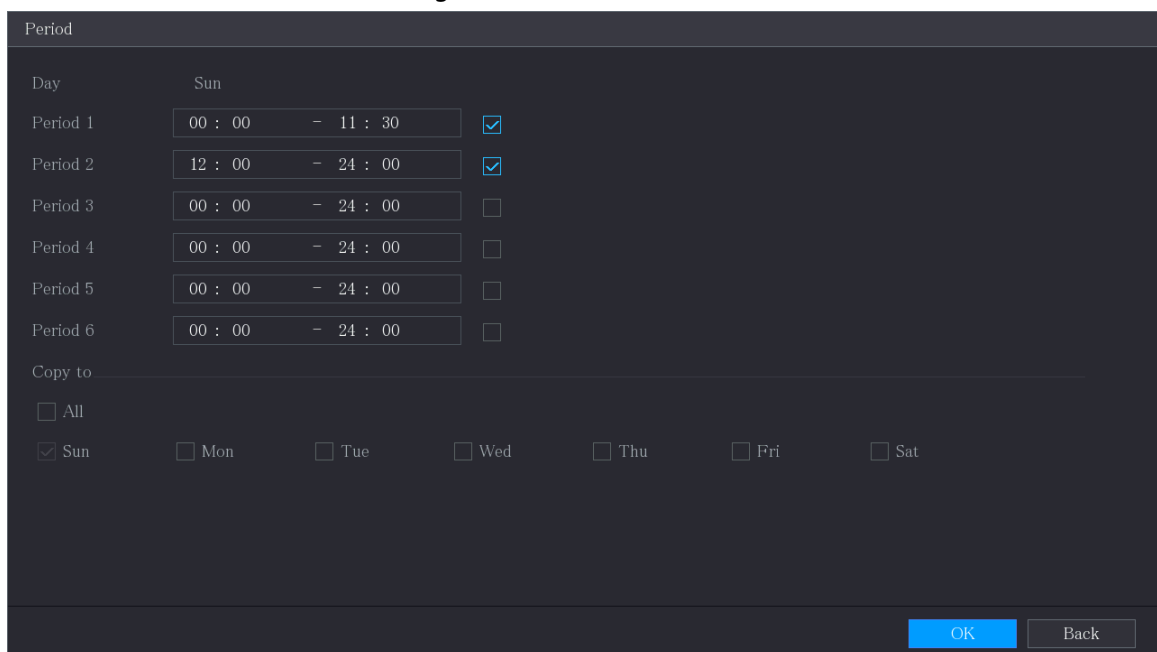 Period
Day Sun
Period 1 00 : 00 - 11 : 30
Period 2 12 : 00 - 24 : 00
Period 3 00 : 00 - 24 : 00
Period 4 00 : 00 - 24 : 00
Period 5 00 : 00 - 24 : 00
Period 6 00 : 00 - 24 : 00
Copy to
All
Sun Mon Tue Wed Thu Fri Sat
OK Back